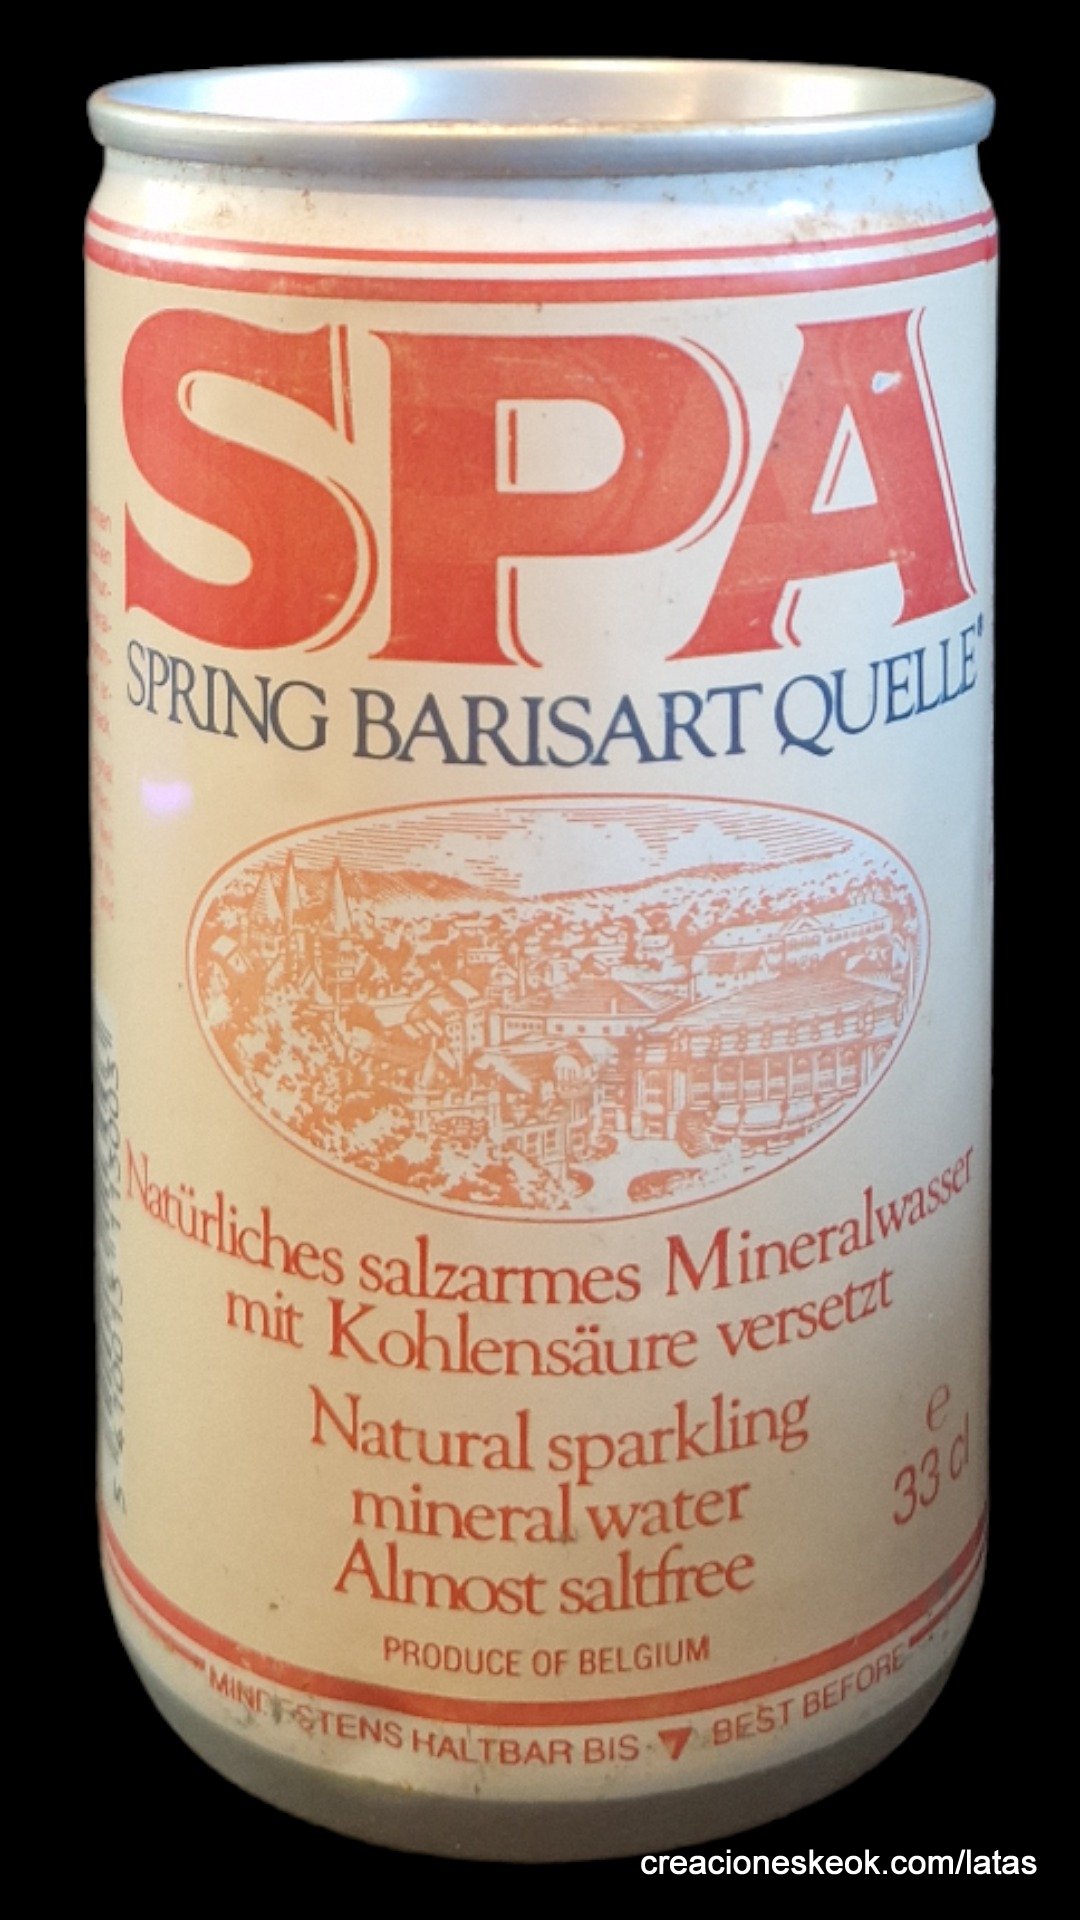 SPA
SPRING BARISART QUELLE®
Natürliches salzarmes Mineralwasser
mit Kohlensäure versetzt
Natural sparkling
mineral water
Almost saltfree
e
33 cl
PRODUCE OF BELGIUM
MINDESTENS HALTBAR BIS BEST BEFORE
creacioneskeok.com/latas